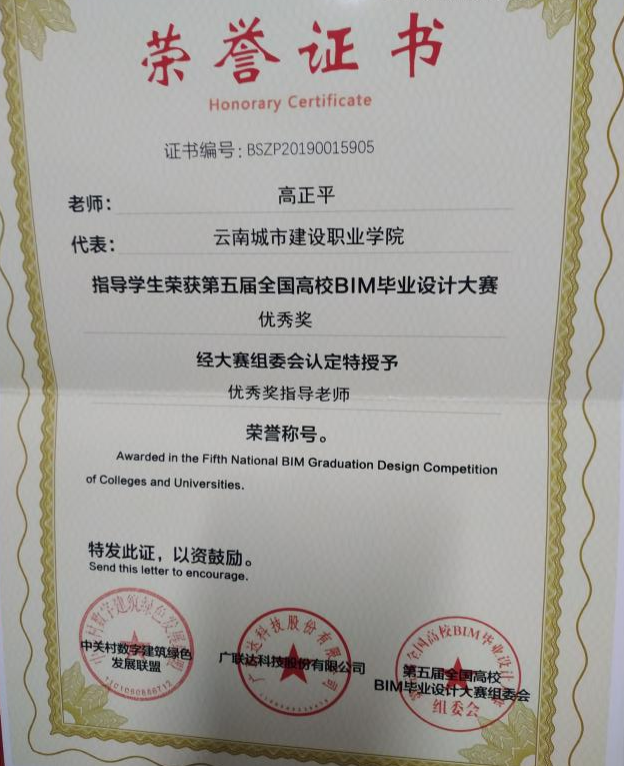 荣誉证书
Honorary Certificate
证书编号：BSZP20190015905
老师： 高正平
代表： 云南城市建设职业学院
指导学生荣获第五届全国高校BIM毕业设计大赛
优秀奖
经大赛组委会认定特授予
优秀奖指导老师
荣誉称号。
Awarded in the Fifth National BIM Graduation Design Competition
of Colleges and Universities.
特发此证，以资鼓励。
Send this letter to encourage.
中关村数字建筑绿色
发展联盟
广联达科技股份有限公司
第五届全国高校
BIM毕业设计大赛组委会
组委会